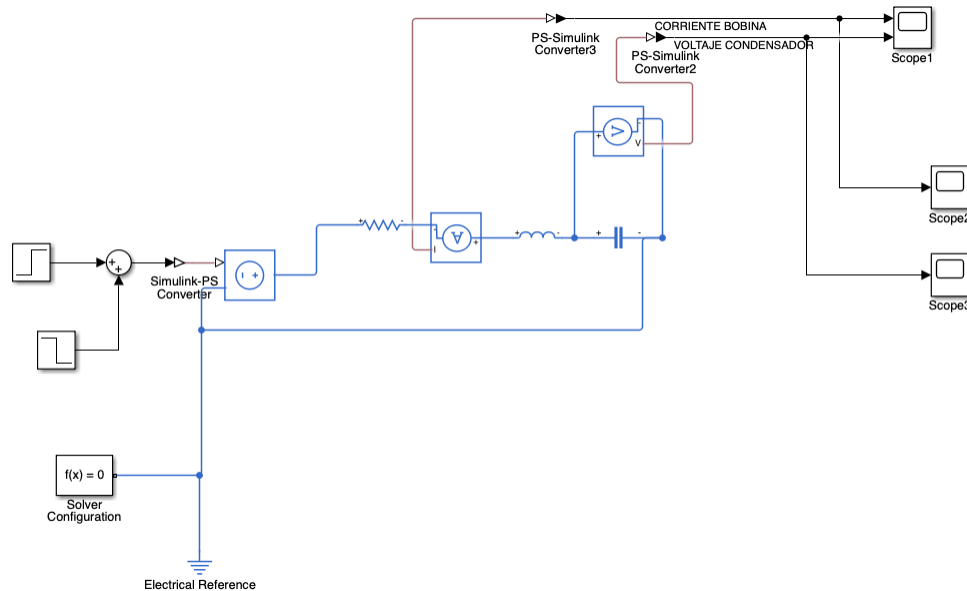 CORRIENTE BOBINA
PS-Simulink
Converter3
VOLTAJE CONDENSADOR
PS-Simulink
Converter2
Scope1
V
+
-
V
Scope2
+
-
-
A
+
I
+
-
+
-
+
+
- +
Simulink-PS
Converter
Scope3
f(x) = 0
Solver
Configuration
Electrical Reference